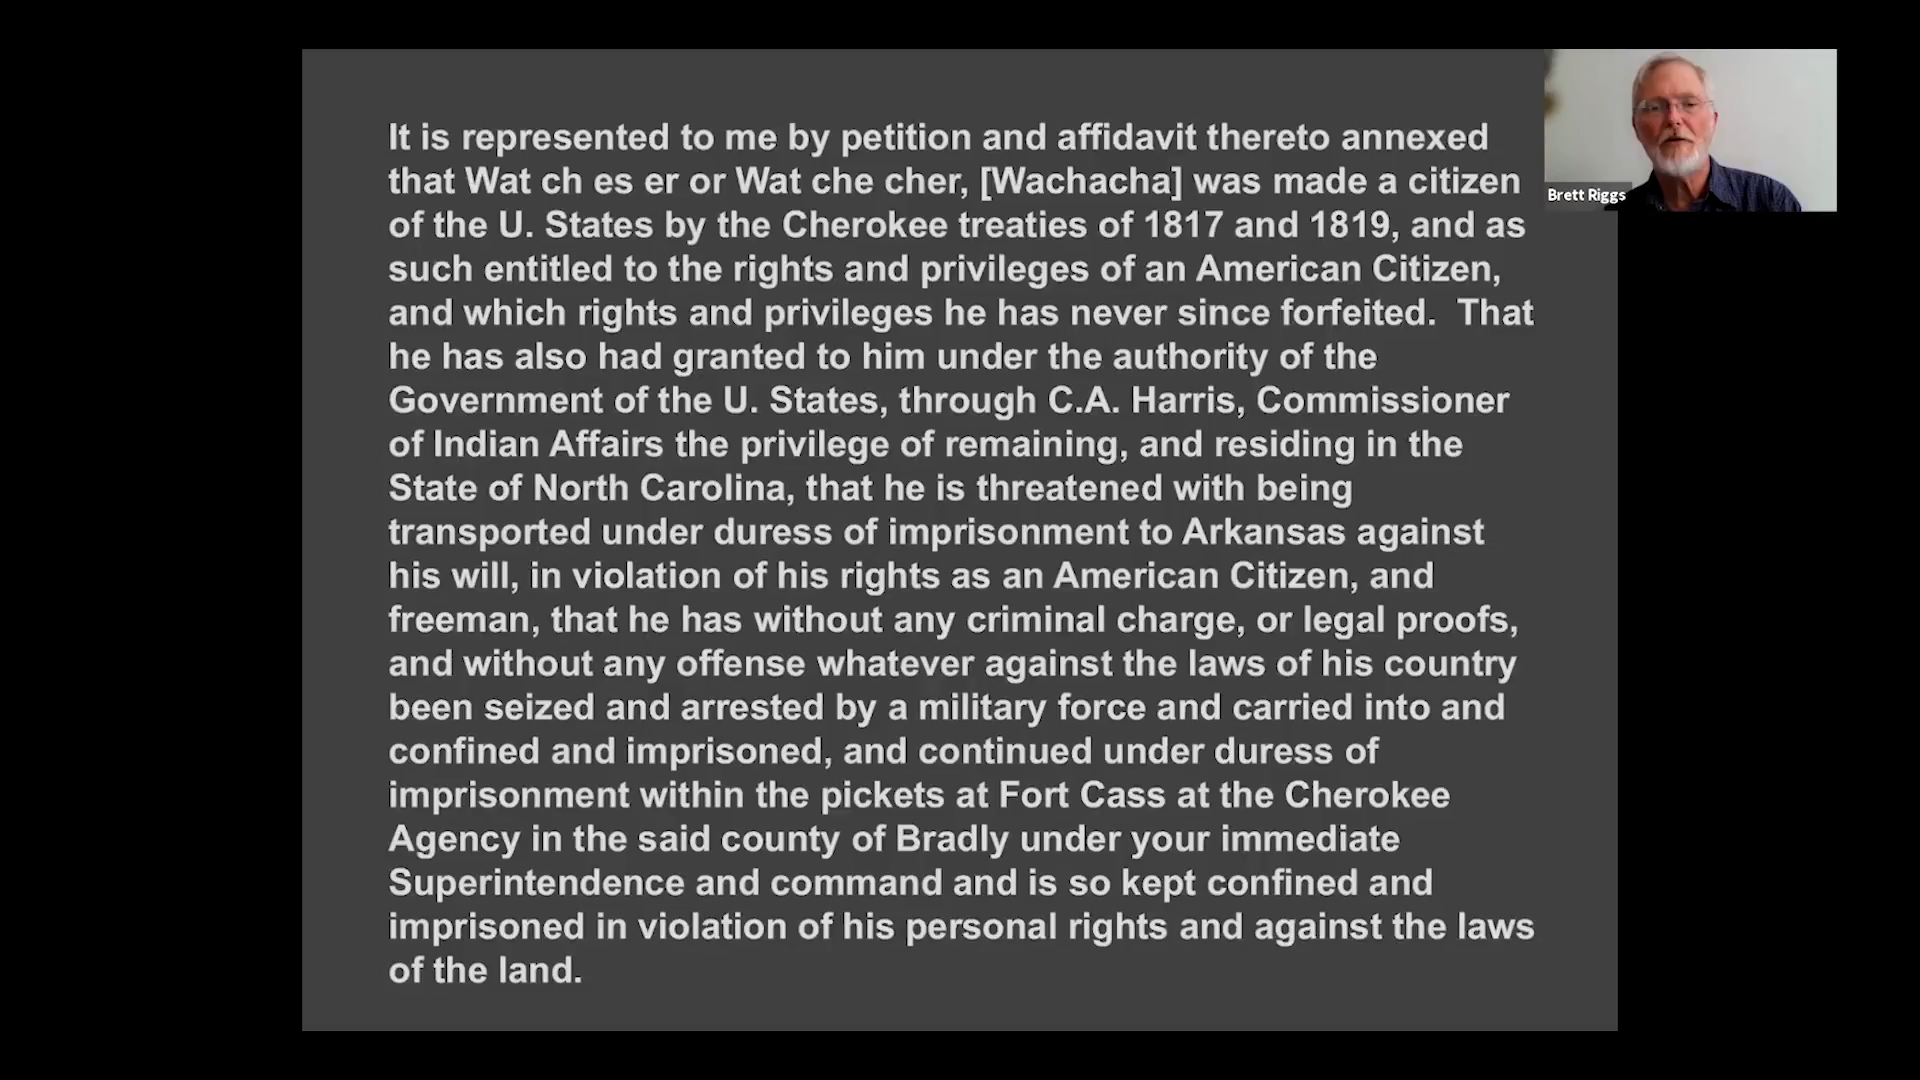 It is represented to me by petition and affidavit thereto annexed
that Wat ch es er or Wat che cher, [Wachacha] was made a citizen
of the U. States by the Cherokee treaties of 1817 and 1819, and as
such entitled to the rights and privileges of an American Citizen,
and which rights and privileges he has never since forfeited.  That
he has also had granted to him under the authority of the
Government of the U. States, through C.A. Harris, Commissioner
of Indian Affairs the privilege of remaining, and residing in the
State of North Carolina, that he is threatened with being
transported under duress of imprisonment to Arkansas against
his will, in violation of his rights as an American Citizen, and
freeman, that he has without any criminal charge, or legal proofs,
and without any offense whatever against the laws of his country
been seized and arrested by a military force and carried into and
confined and imprisoned, and continued under duress of
imprisonment within the pickets at Fort Cass at the Cherokee
Agency in the said county of Bradly under your immediate
Superintendence and command and is so kept confined and
imprisoned in violation of his personal rights and against the laws
of the land.
Brett Riggs